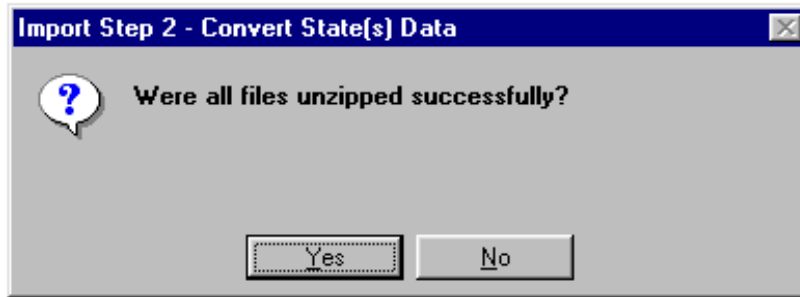 Import Step 2 - Convert State(s) Data
?
Were all files unzipped successfully?
Yes
No